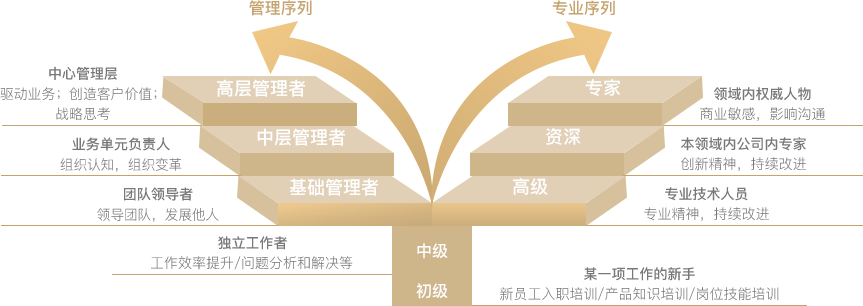 管理序列
专业序列
中心管理层
驱动业务；创造客户价值；
战略思考
高层管理者
专家
领域内权威人物
商业敏感，影响沟通
业务单元负责人
组织认知，组织变革
中层管理者
资深
本领域内公司内专家
创新精神，持续改进
团队领导者
领导团队，发展他人
基础管理者
高级
专业技术人员
专业精神，持续改进
独立工作者
工作效率提升/问题分析和解决等
中级
初级
某一项工作的新手
新员工入职培训/产品知识培训/岗位技能培训